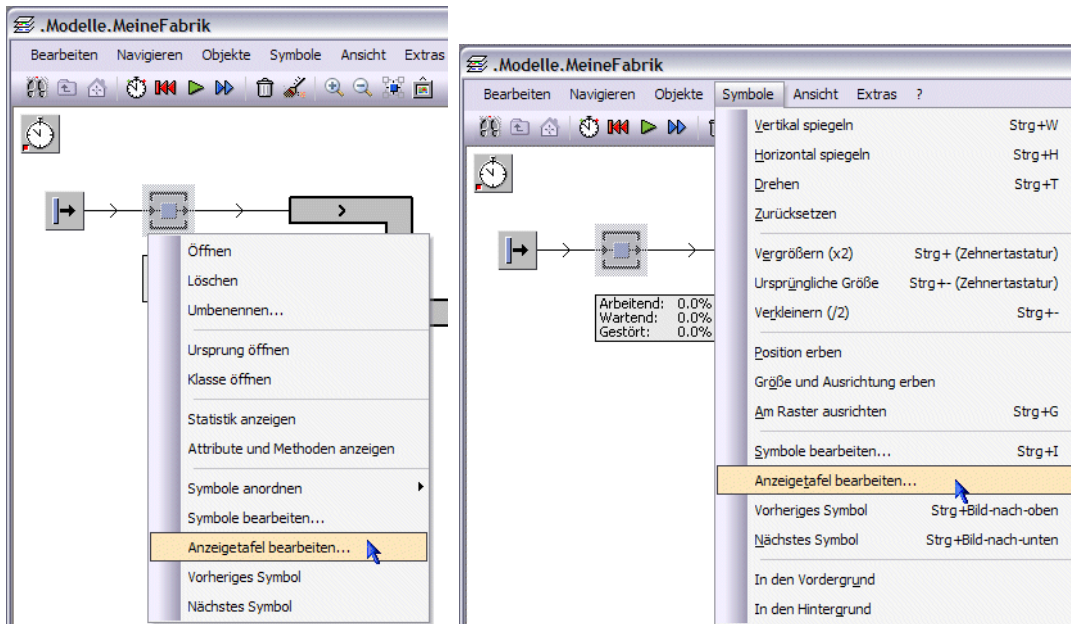 .Modelle.MeineFabrik
Bearbeiten Navigieren Objekte Symbole Ansicht Extras
Öffnen
Löschen
Umbenennen...
Ursprung öffnen
Klasse öffnen
Statistik anzeigen
Attribute und Methoden anzeigen
Symbole anordnen
Symbole bearbeiten...
Anzeigetafel bearbeiten...
Vorheriges Symbol
Nächstes Symbol
.Modelle.MeineFabrik
Bearbeiten Navigieren Objekte Symbole Ansicht Extras ?
Arbeitend: 0.0%
Wartend: 0.0%
Gestört: 0.0%
Vertikal spiegeln Strg+W
Horizontal spiegeln Strg+H
Drehen Strg+T
Zurücksetzen
Vergrößern (x2) Strg+ (Zehnertastatur)
Ursprüngliche Größe Strg+- (Zehnertastatur)
Verkleinern (/2) Strg+-
Position erben
Größe und Ausrichtung erben
Am Raster ausrichten Strg+G
Symbole bearbeiten... Strg+I
Anzeigetafel bearbeiten...
Vorheriges Symbol Strg+Bild-nach-oben
Nächstes Symbol Strg+Bild-nach-unten
In den Vordergrund
In den Hintergrund